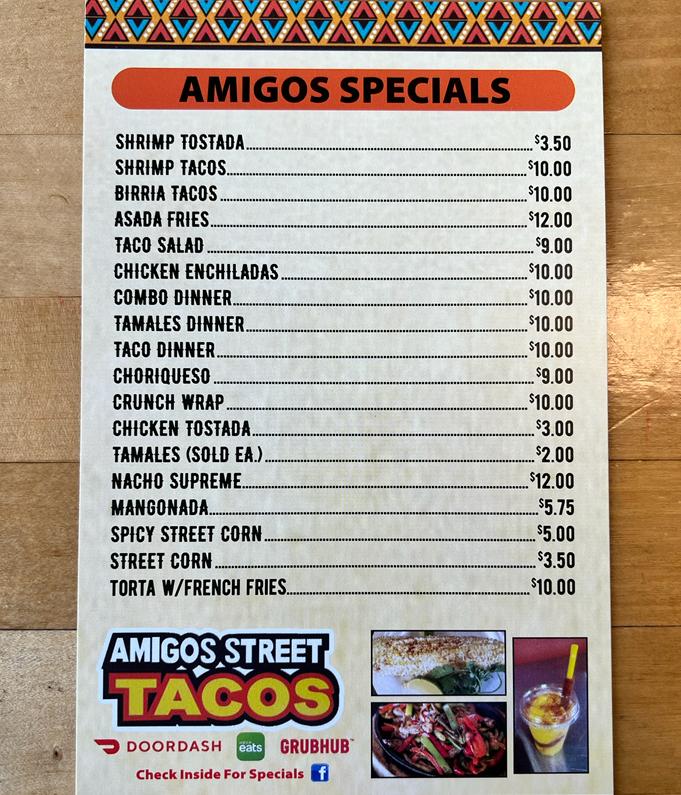 AMIGOS SPECIALS
SHRIMP TOSTADA $3.50
SHRIMP TACOS $10.00
BIRRIA TACOS $10.00
ASADA FRIES $12.00
TACO SALAD $9.00
CHICKEN ENCHILADAS $10.00
COMBO DINNER $10.00
TAMALES DINNER $10.00
TACO DINNER $10.00
CHORIQUESO $9.00
CRUNCH WRAP $10.00
CHICKEN TOSTADA $3.00
TAMALES (SOLD EA.) $2.00
NACHO SUPREME $12.00
MANGONADA $5.75
SPICY STREET CORN $5.00
STREET CORN $3.50
TORTA W/FRENCH FRIES $10.00
AMIGOS STREET
TACOS
DOORDASH eats GRUBHUB™
Check Inside For Specials f